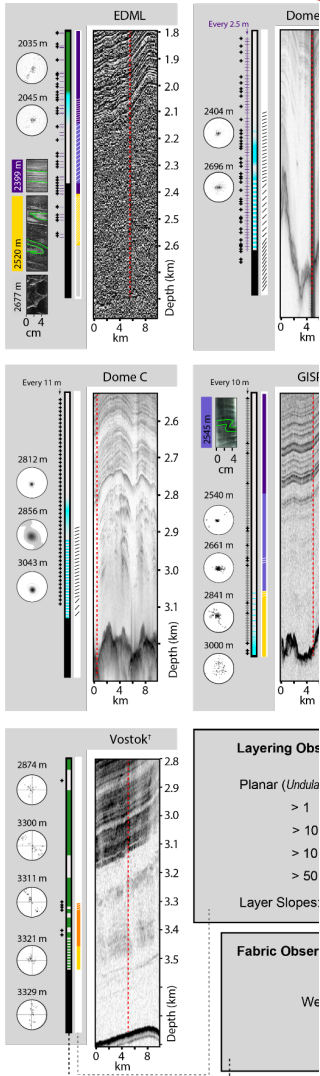 EDML
2035 m
2045 m
2399 m
2520 m
2677 m
0 4
cm
1.8
1.9
2.0
2.1
2.2
2.3
2.4
2.5
2.6
Depth (km)
0 4 8
km
Dome
Every 2.5 m
2404 m
2696 m
0 4
km
Dome C
Every 11 m
2812 m
2856 m
3043 m
2.6
2.7
2.8
2.9
3.0
3.1
Depth (km)
0 4 8
km
GISP
Every 10 m
2545 m
0 4
cm
2540 m
2661 m
2841 m
3000 m
0 4
km
Vostok†
2874 m
3300 m
3311 m
3321 m
3329 m
2.8
2.9
3.0
3.1
3.2
3.3
3.4
3.5
Depth (km)
0 4 8
km
Layering Obs
Planar (Undula
> 1
> 10
> 10
> 50
Layer Slopes:
Fabric Obser
We